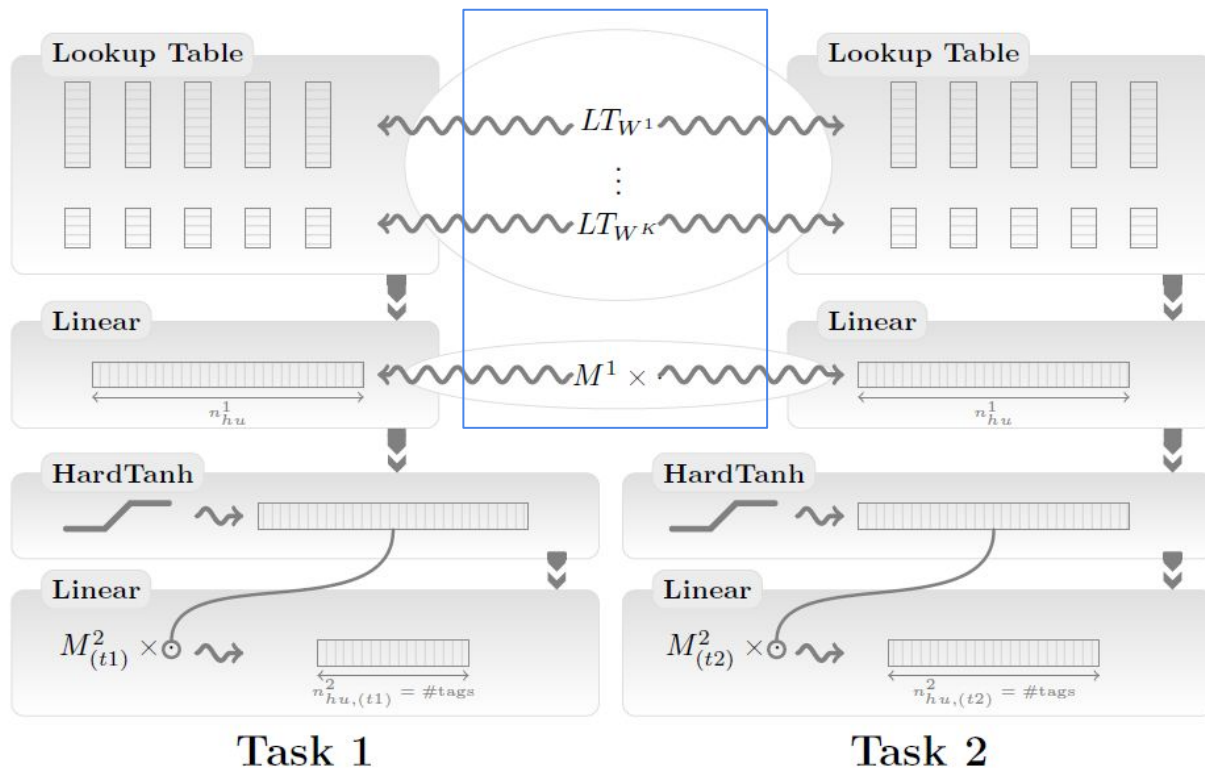 Lookup Table
Lookup Table
LT_{W^1}
⋮
LT_{W^K}
Linear
Linear
M^1 × ·
n^1_{hu}
n^1_{hu}
HardTanh
HardTanh
Linear
Linear
M^2_{(t1)} × ⊙
M^2_{(t2)} × ⊙
n^2_{hu,(t1)} = #tags
n^2_{hu,(t2)} = #tags
Task 1
Task 2